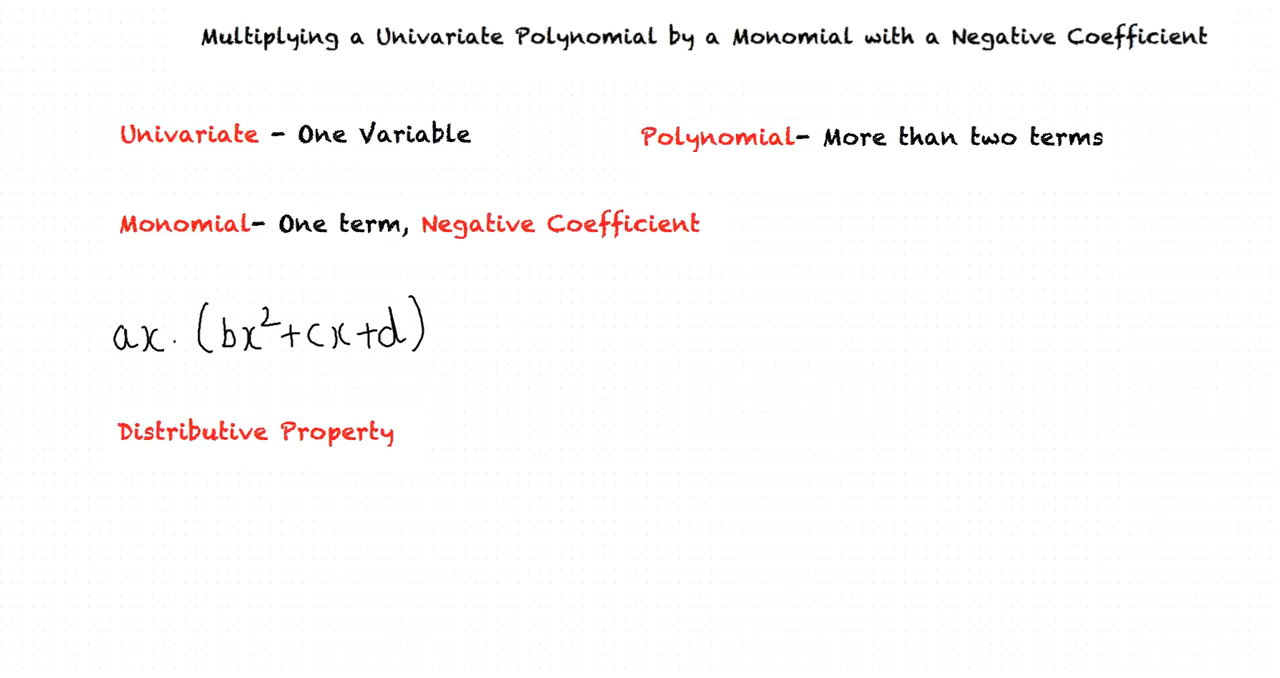 Multiplying a Univariate Polynomial by a Monomial with a Negative Coefficient
Univariate - One Variable
Polynomial- More than two terms
Monomial- One term, Negative Coefficient
ax · (bx²+cx+d)
Distributive Property